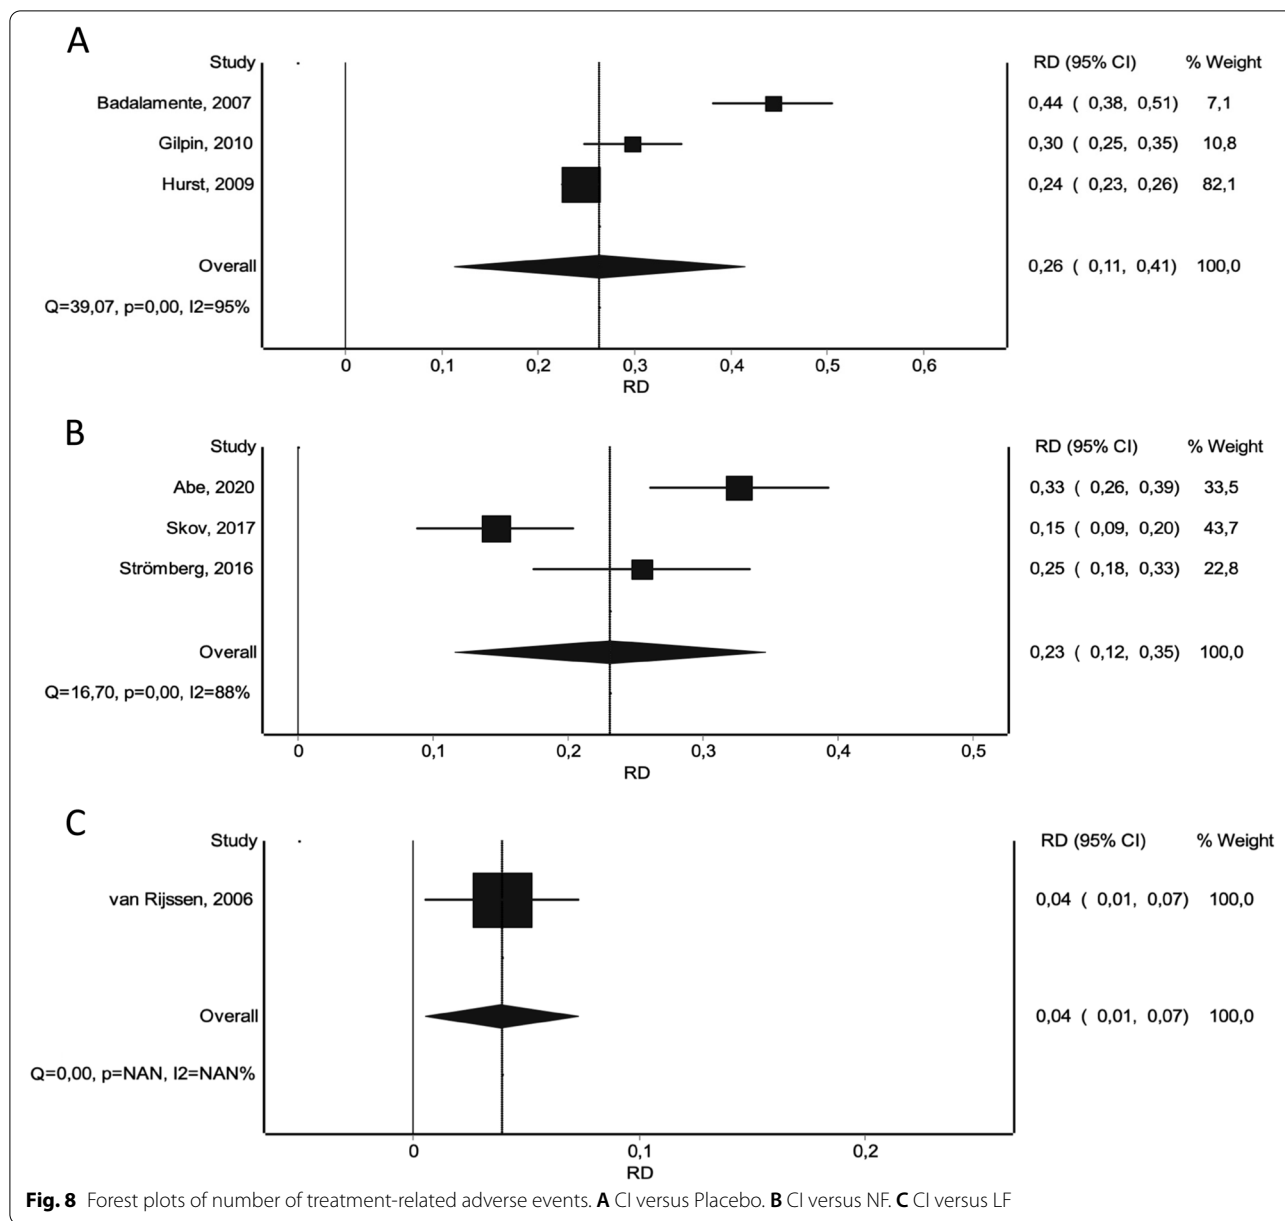 A
Study RD (95% CI) % Weight
Badalamente, 2007 0,44 ( 0,38, 0,51) 7,1
Gilpin, 2010 0,30 ( 0,25, 0,35) 10,8
Hurst, 2009 0,24 ( 0,23, 0,26) 82,1
Overall 0,26 ( 0,11, 0,41) 100,0
Q=39,07, p=0,00, I2=95%
0 0,1 0,2 0,3 0,4 0,5 0,6
RD
B
Study RD (95% CI) % Weight
Abe, 2020 0,33 ( 0,26, 0,39) 33,5
Skov, 2017 0,15 ( 0,09, 0,20) 43,7
Strömberg, 2016 0,25 ( 0,18, 0,33) 22,8
Overall 0,23 ( 0,12, 0,35) 100,0
Q=16,70, p=0,00, I2=88%
0 0,1 0,2 0,3 0,4 0,5
RD
C
Study RD (95% CI) % Weight
van Rijssen, 2006 0,04 ( 0,01, 0,07) 100,0
Overall 0,04 ( 0,01, 0,07) 100,0
Q=0,00, p=NAN, I2=NAN%
0 0,1 0,2
RD
Fig. 8 Forest plots of number of treatment-related adverse events. A CI versus Placebo. B CI versus NF. C CI versus LF